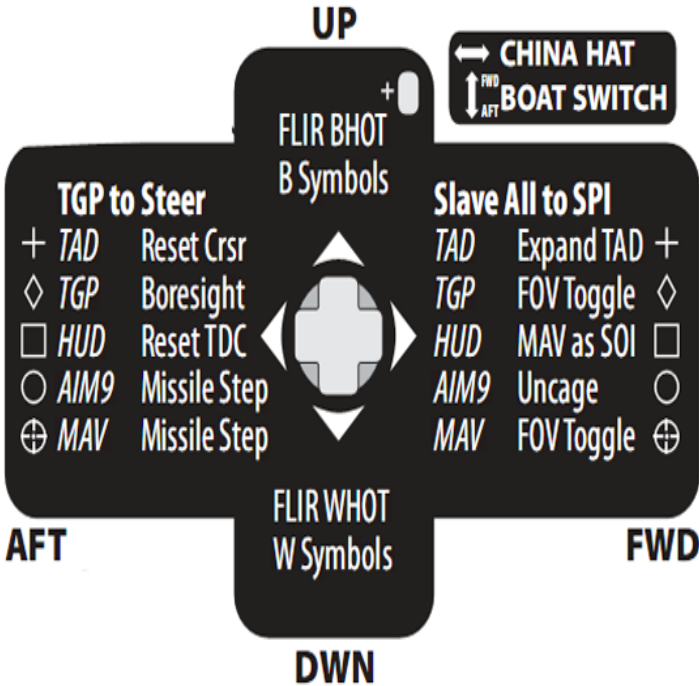 UP
CHINA HAT
FWD
AFT
BOAT SWITCH
+
FLIR BHOT
B Symbols
TGP to Steer
+ TAD Reset Crsr
◇ TGP Boresight
□ HUD Reset TDC
○ AIM9 Missile Step
⌖ MAV Missile Step
Slave All to SPI
TAD Expand TAD +
TGP FOV Toggle ◇
HUD MAV as SOI □
AIM9 Uncage ○
MAV FOV Toggle ⌖
FLIR WHOT
W Symbols
AFT
FWD
DWN